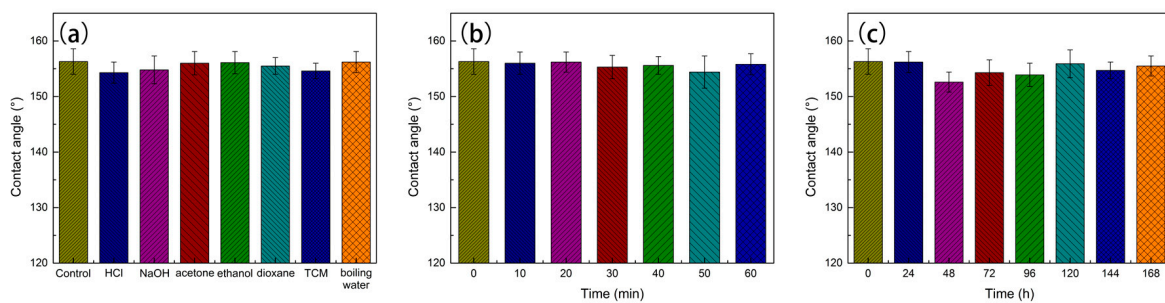 (a)
160
150
140
130
120
Contact angle (°)
Control HCl NaOH acetone ethanol dioxane TCM boiling
water
(b)
160
150
140
130
120
Contact angle (°)
0 10 20 30 40 50 60
Time (min)
(c)
160
150
140
130
120
Contact angle (°)
0 24 48 72 96 120 144 168
Time (h)